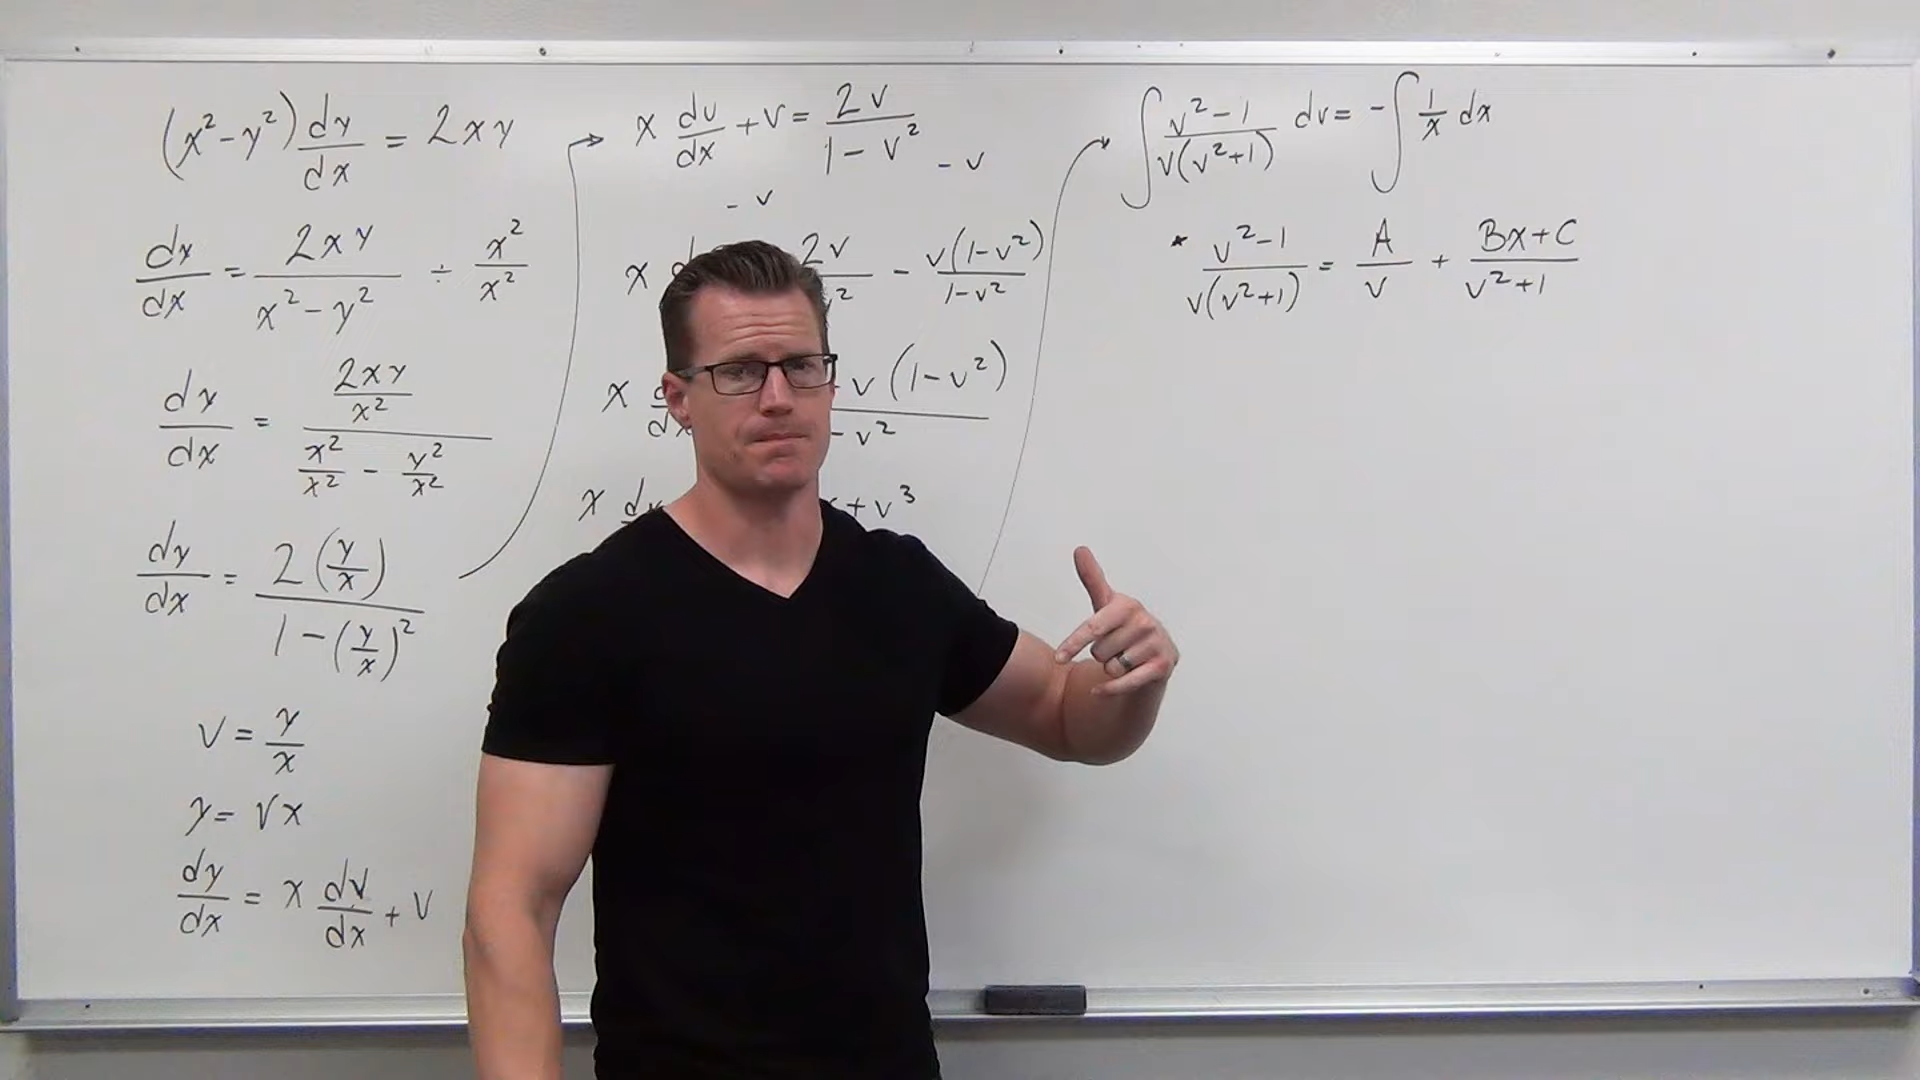 (x² - y²) dy/dx = 2xy
dy/dx = 2xy/(x² - y²) ÷ x²/x²
dy/dx = (2xy/x²)/(x²/x² - y²/x²)
dy/dx = 2(y/x)/(1 - (y/x)²)
v = y/x
y = vx
dy/dx = x dv/dx + v
x dv/dx + v = 2v/(1 - v²) - v
- v
x 2v/v² - v(1-v²)/(1-v²)
x v(1-v²)/- v²
x dv + v³
∫ (v² - 1)/(v(v²+1)) dv = -∫ 1/x dx
* (v² - 1)/(v(v²+1)) = A/v + (Bx+C)/(v²+1)